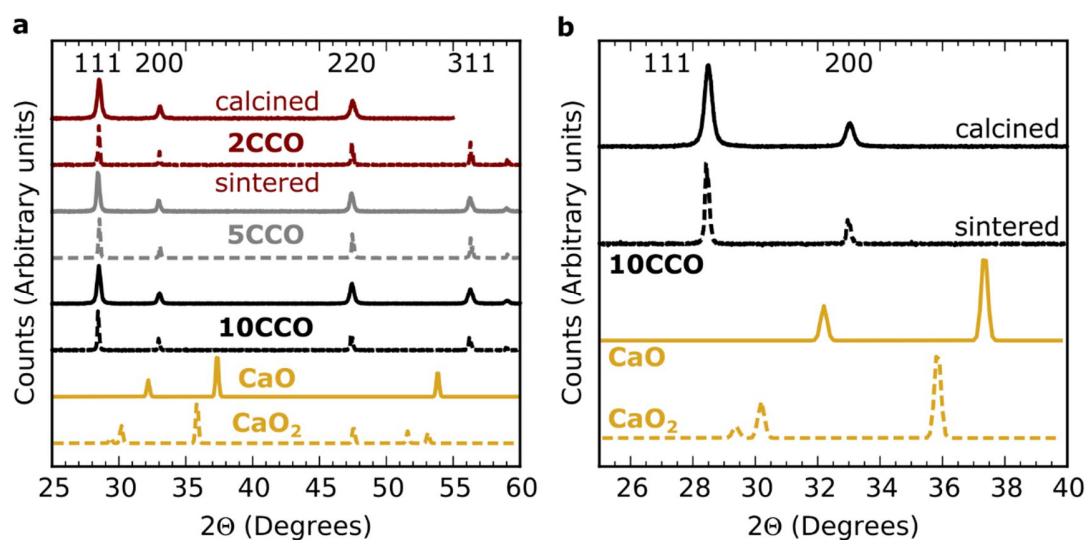 a
111 200 220 311
calcined
2CCO
sintered
5CCO
10CCO
CaO
CaO₂
Counts (Arbitrary units)
25 30 35 40 45 50 55 60
2Θ (Degrees)
b
111 200
calcined
sintered
10CCO
CaO
CaO₂
Counts (Arbitrary units)
26 28 30 32 34 36 38 40
2Θ (Degrees)